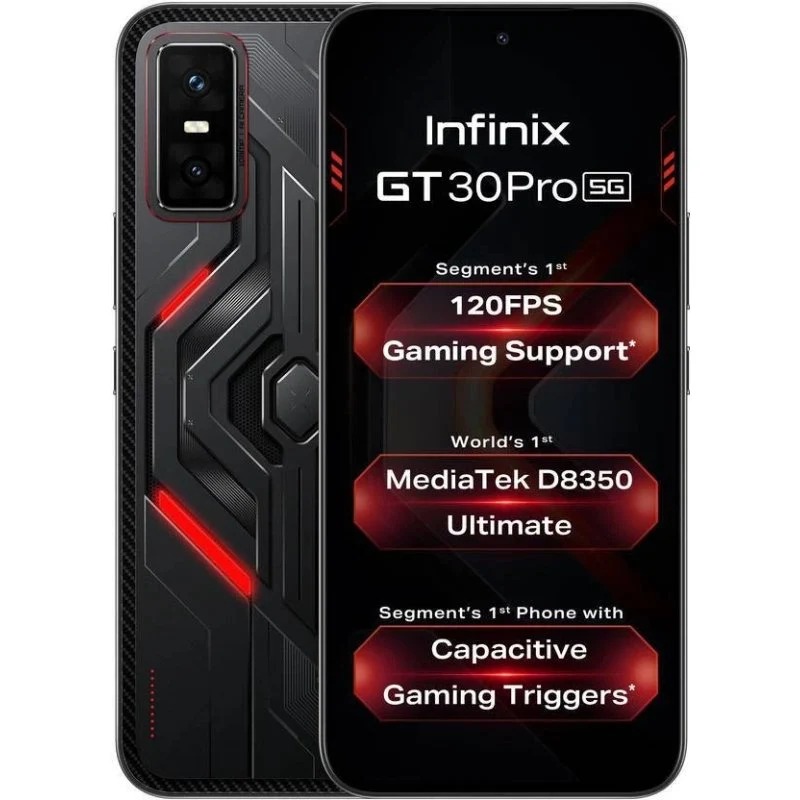 Infinix
GT 30Pro 5G
Segment's 1st
120FPS
Gaming Support*
World's 1st
MediaTek D8350
Ultimate
Segment's 1st Phone with
Capacitive
Gaming Triggers*